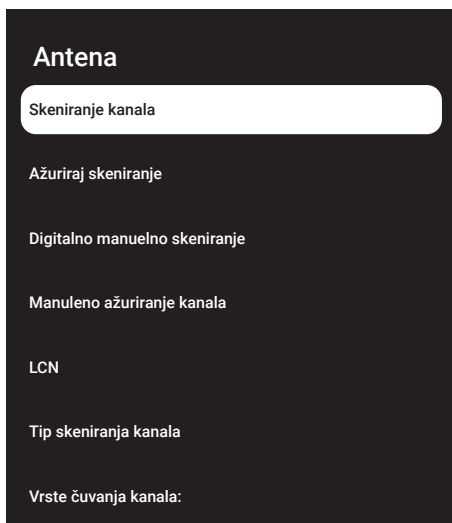 Antena
Skeniranje kanala
Ažuriraj skeniranje
Digitalno manuelno skeniranje
Manuleno ažuriranje kanala
LCN
Tip skeniranja kanala
Vrste čuvanja kanala: